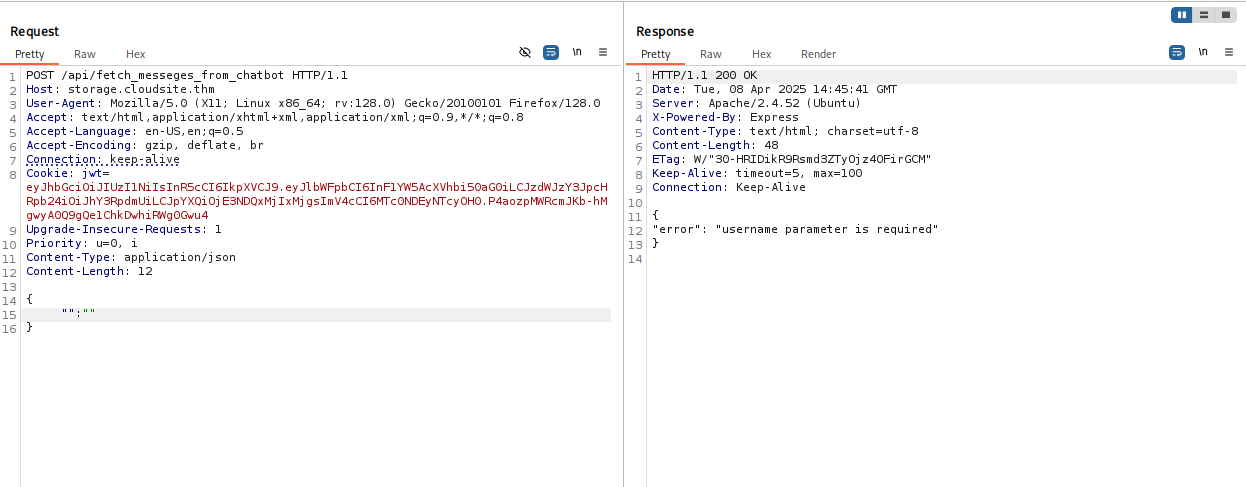 Request
Pretty Raw Hex \n
1 POST /api/fetch_messeges_from_chatbot HTTP/1.1
2 Host: storage.cloudsite.thm
3 User-Agent: Mozilla/5.0 (X11; Linux x86_64; rv:128.0) Gecko/20100101 Firefox/128.0
4 Accept: text/html,application/xhtml+xml,application/xml;q=0.9,*/*;q=0.8
5 Accept-Language: en-US,en;q=0.5
6 Accept-Encoding: gzip, deflate, br
7 Connection: keep-alive
8 Cookie: jwt=
eyJhbGciOiJIUzI1NiIsInR5cCI6IkpXVCJ9.eyJlbWFpbCI6InF1YW5AcXVhbi50aG0iLCJzdWJzY3JpcH
Rpb24iOiJhY3RpdmUiLCJpYXQiOjE3NDQxMjIxMjgsImV4cCI6MTc0NDEyNTcyOH0.P4aozpMWRcmJKb-hM
gwyA0Q9gQe1ChkDwhiRWg0Gwu4
9 Upgrade-Insecure-Requests: 1
10 Priority: u=0, i
11 Content-Type: application/json
12 Content-Length: 12
13
14 {
15 "":""
16 }
Response
Pretty Raw Hex Render \n
1 HTTP/1.1 200 OK
2 Date: Tue, 08 Apr 2025 14:45:41 GMT
3 Server: Apache/2.4.52 (Ubuntu)
4 X-Powered-By: Express
5 Content-Type: text/html; charset=utf-8
6 Content-Length: 48
7 ETag: W/"30-HRIDikR9Rsmd3ZTyOjz4OFirGCM"
8 Keep-Alive: timeout=5, max=100
9 Connection: Keep-Alive
10
11 {
12 "error": "username parameter is required"
13 }
14